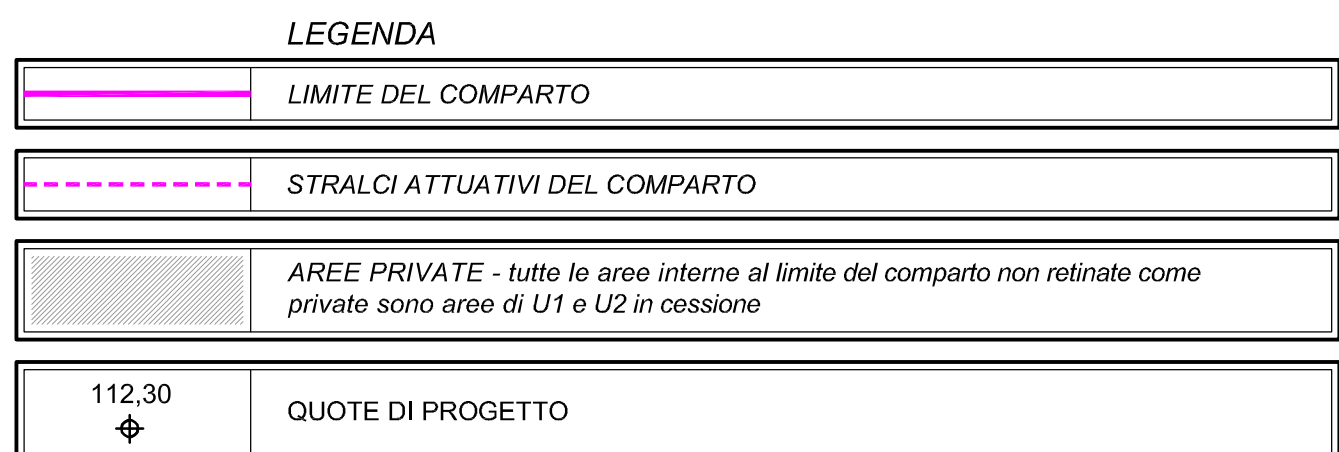 LEGENDA
LIMITE DEL COMPARTO
STRALCI ATTUATIVI DEL COMPARTO
AREE PRIVATE - tutte le aree interne al limite del comparto non retinate come
private sono aree di U1 e U2 in cessione
112,30
QUOTE DI PROGETTO